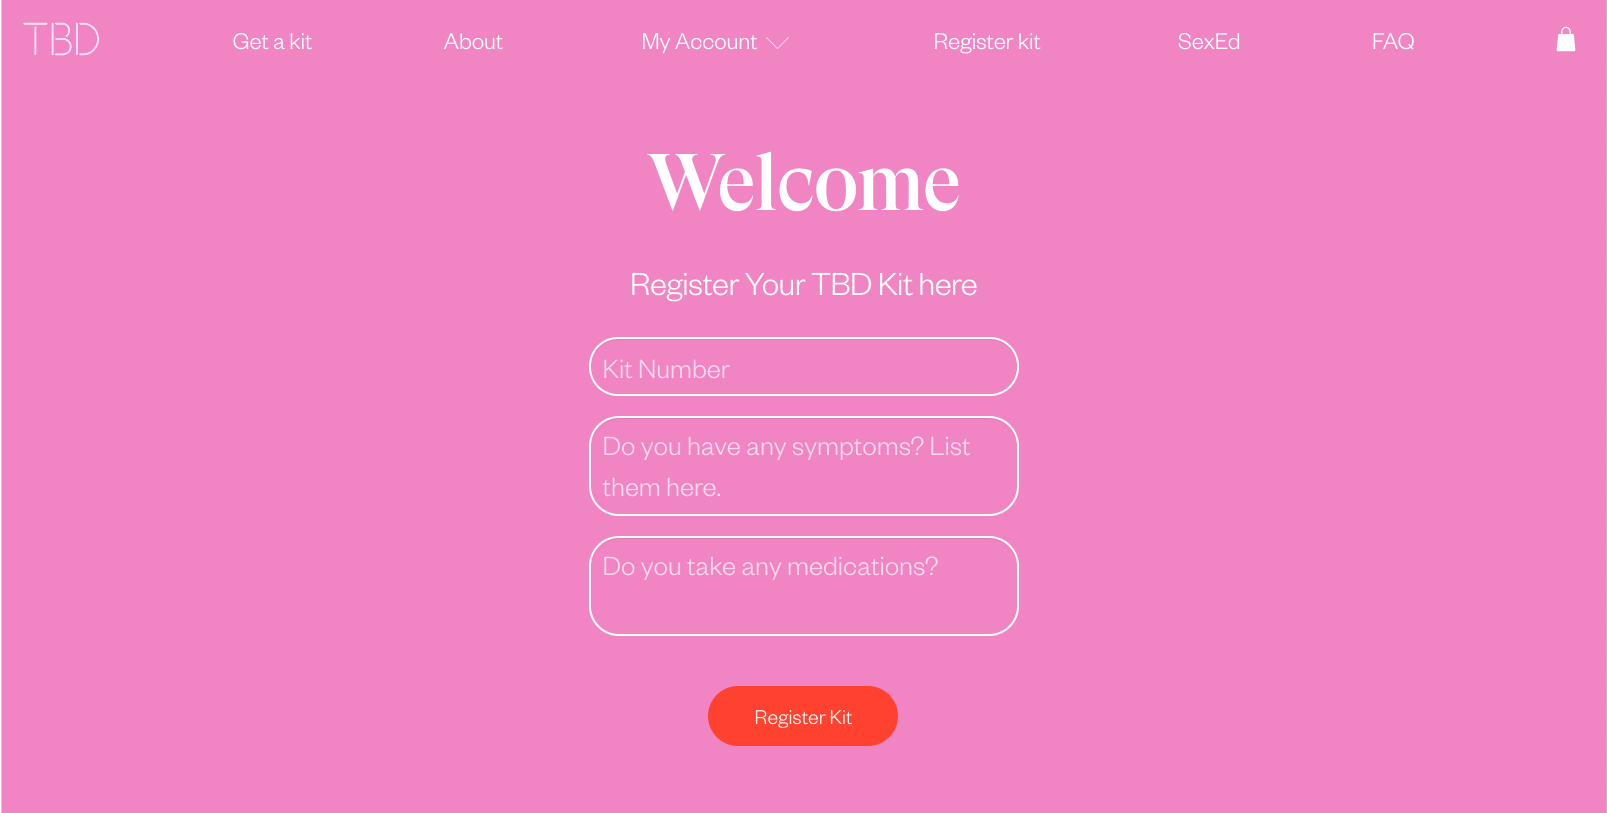 TBD
Get a kit
About
My Account
Register kit
SexEd
FAQ
Welcome
Register Your TBD Kit here
Kit Number
Do you have any symptoms? List
them here.
Do you take any medications?
Register Kit